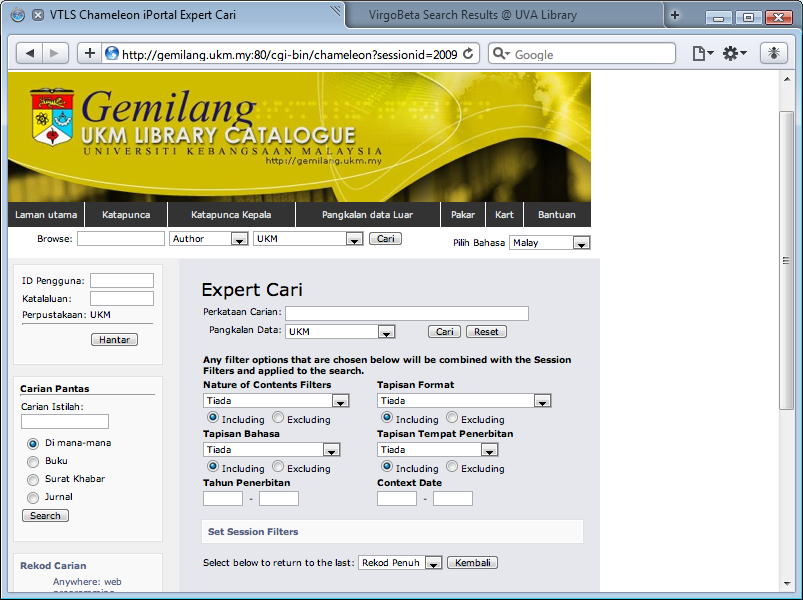 VTLS Chameleon iPortal Expert Cari
VirgoBeta Search Results @ UVA Library
http://gemilang.ukm.my:80/cgi-bin/chameleon?sessionid=2009
Google
Gemilang
UKM LIBRARY CATALOGUE
UNIVERSITI KEBANGSAAN MALAYSIA
http://gemilang.ukm.my
Laman utama Katapunca Katapunca Kepala Pangkalan data Luar Pakar Kart Bantuan
Browse: Author UKM Cari Pilih Bahasa Malay
ID Pengguna:
Katalaluan:
Perpustakaan: UKM
Hantar
Carian Pantas
Carian Istilah:
Di mana-mana
Buku
Surat Khabar
Jurnal
Search
Rekod Carian
Anywhere: web
programming
Expert Cari
Perkataan Carian:
Pangkalan Data: UKM Cari Reset
Any filter options that are chosen below will be combined with the Session
Filters and applied to the search.
Nature of Contents Filters Tapisan Format
Tiada Tiada
Including Excluding Including Excluding
Tapisan Bahasa Tapisan Tempat Penerbitan
Tiada Tiada
Including Excluding Including Excluding
Tahun Penerbitan Context Date
- -
Set Session Filters
Select below to return to the last: Rekod Penuh Kembali